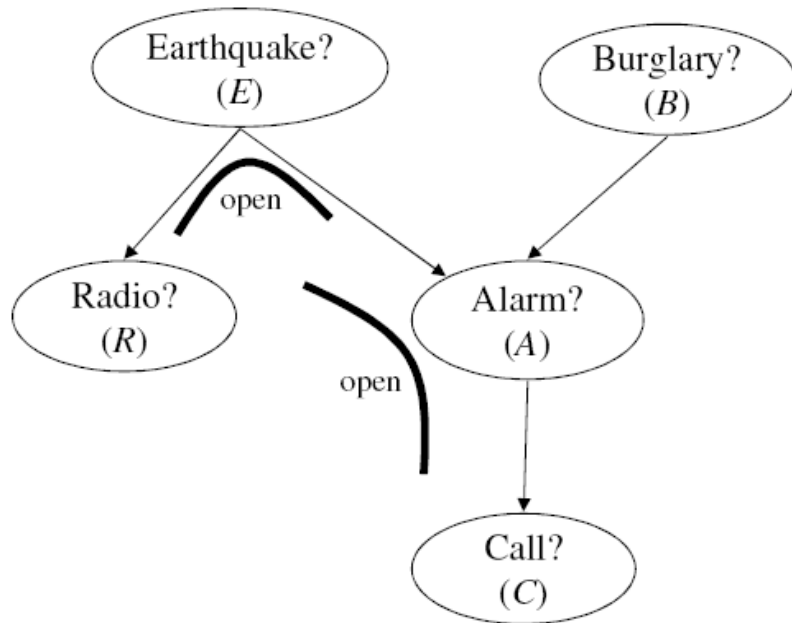 Earthquake?
(E)
Burglary?
(B)
open
Radio?
(R)
Alarm?
(A)
open
Call?
(C)